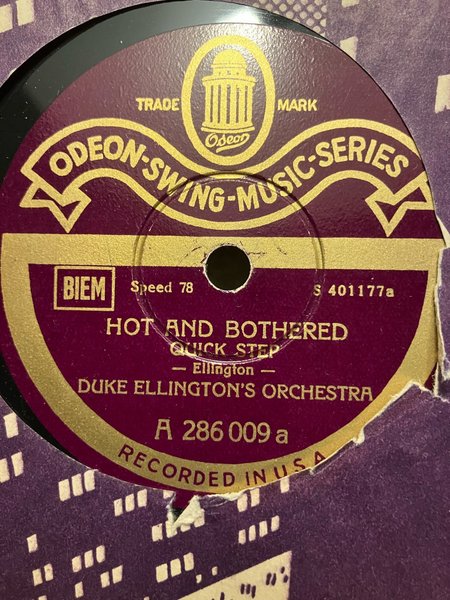 TRADE MARK
Odeon
ODEON-SWING-MUSIC-SERIES
BIEM Speed 78 S 401177a
HOT AND BOTHERED
QUICK STEP
— Ellington —
DUKE ELLINGTON'S ORCHESTRA
A 286 009 a
RECORDED IN U.S.A